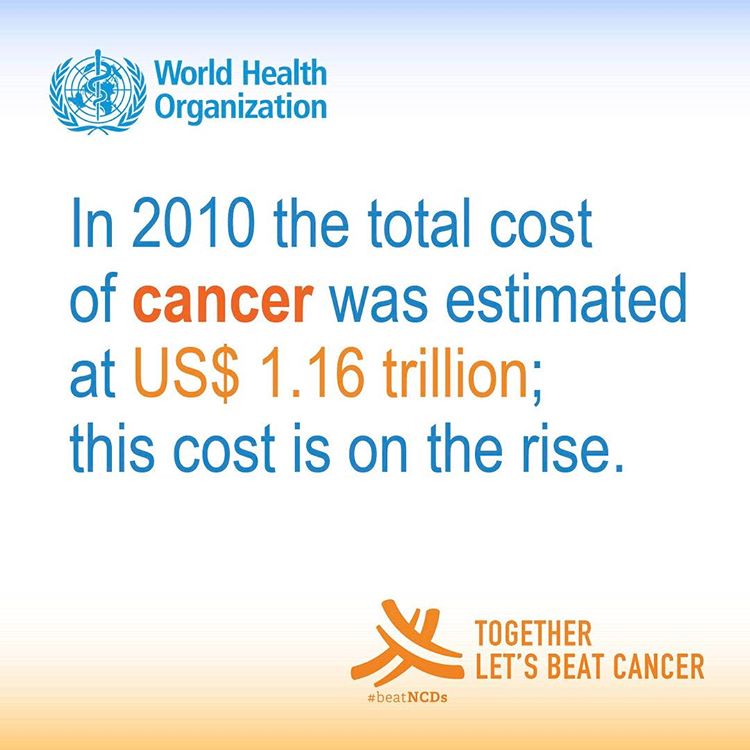 World Health
Organization
In 2010 the total cost
of cancer was estimated
at US$ 1.16 trillion;
this cost is on the rise.
TOGETHER
LET'S BEAT CANCER
#beatNCDs